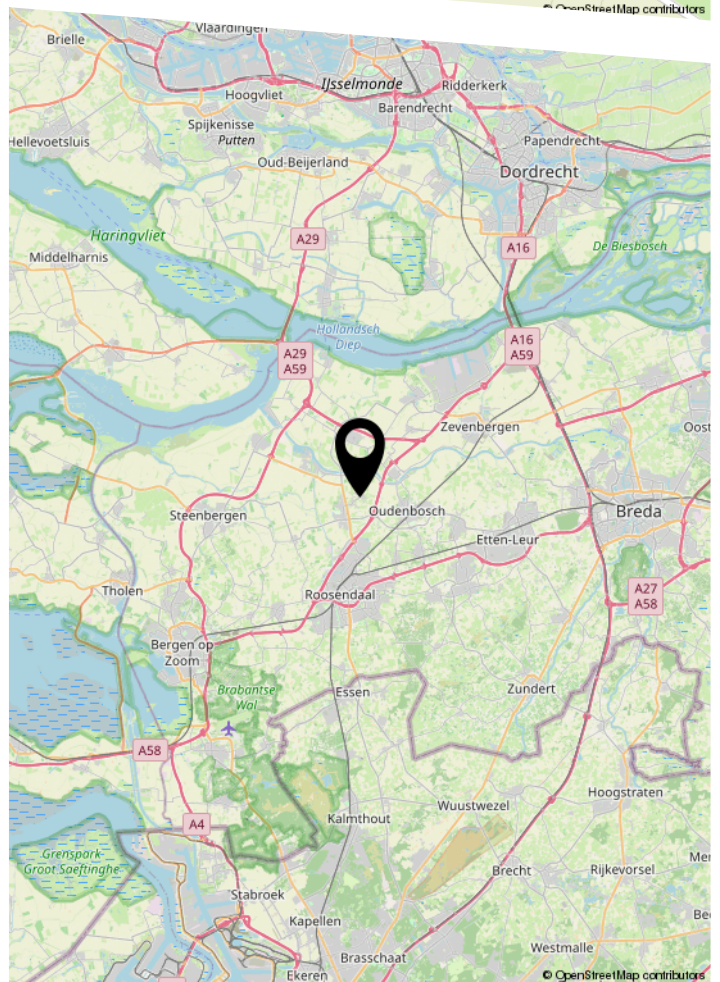 © OpenStreetMap contributors
Vlaardingen
Brielle
IJsselmonde
Ridderkerk
Hoogvliet
Barendrecht
Spijkenisse
Putten
Hellevoetsluis
Papendrecht
Oud-Beijerland
Dordrecht
Haringvliet
A29
A16
De Biesbosch
Middelharnis
Hollandsch
Diep
A29
A59
A16
A59
Zevenbergen
Oost
Steenbergen
Oudenbosch
Breda
Etten-Leur
Tholen
Roosendaal
A27
A58
Bergen op
Zoom
Brabantse
Wal
Essen
Zundert
A58
Hoogstraten
Wuustwezel
A4
Kalmthout
Grenspark-
Groot Saeftinghe
Brecht
Rijkevorsel
Mer
Stabroek
Kapellen
Be
Westmalle
Brasschaat
Ekeren
© OpenStreetMap contributors